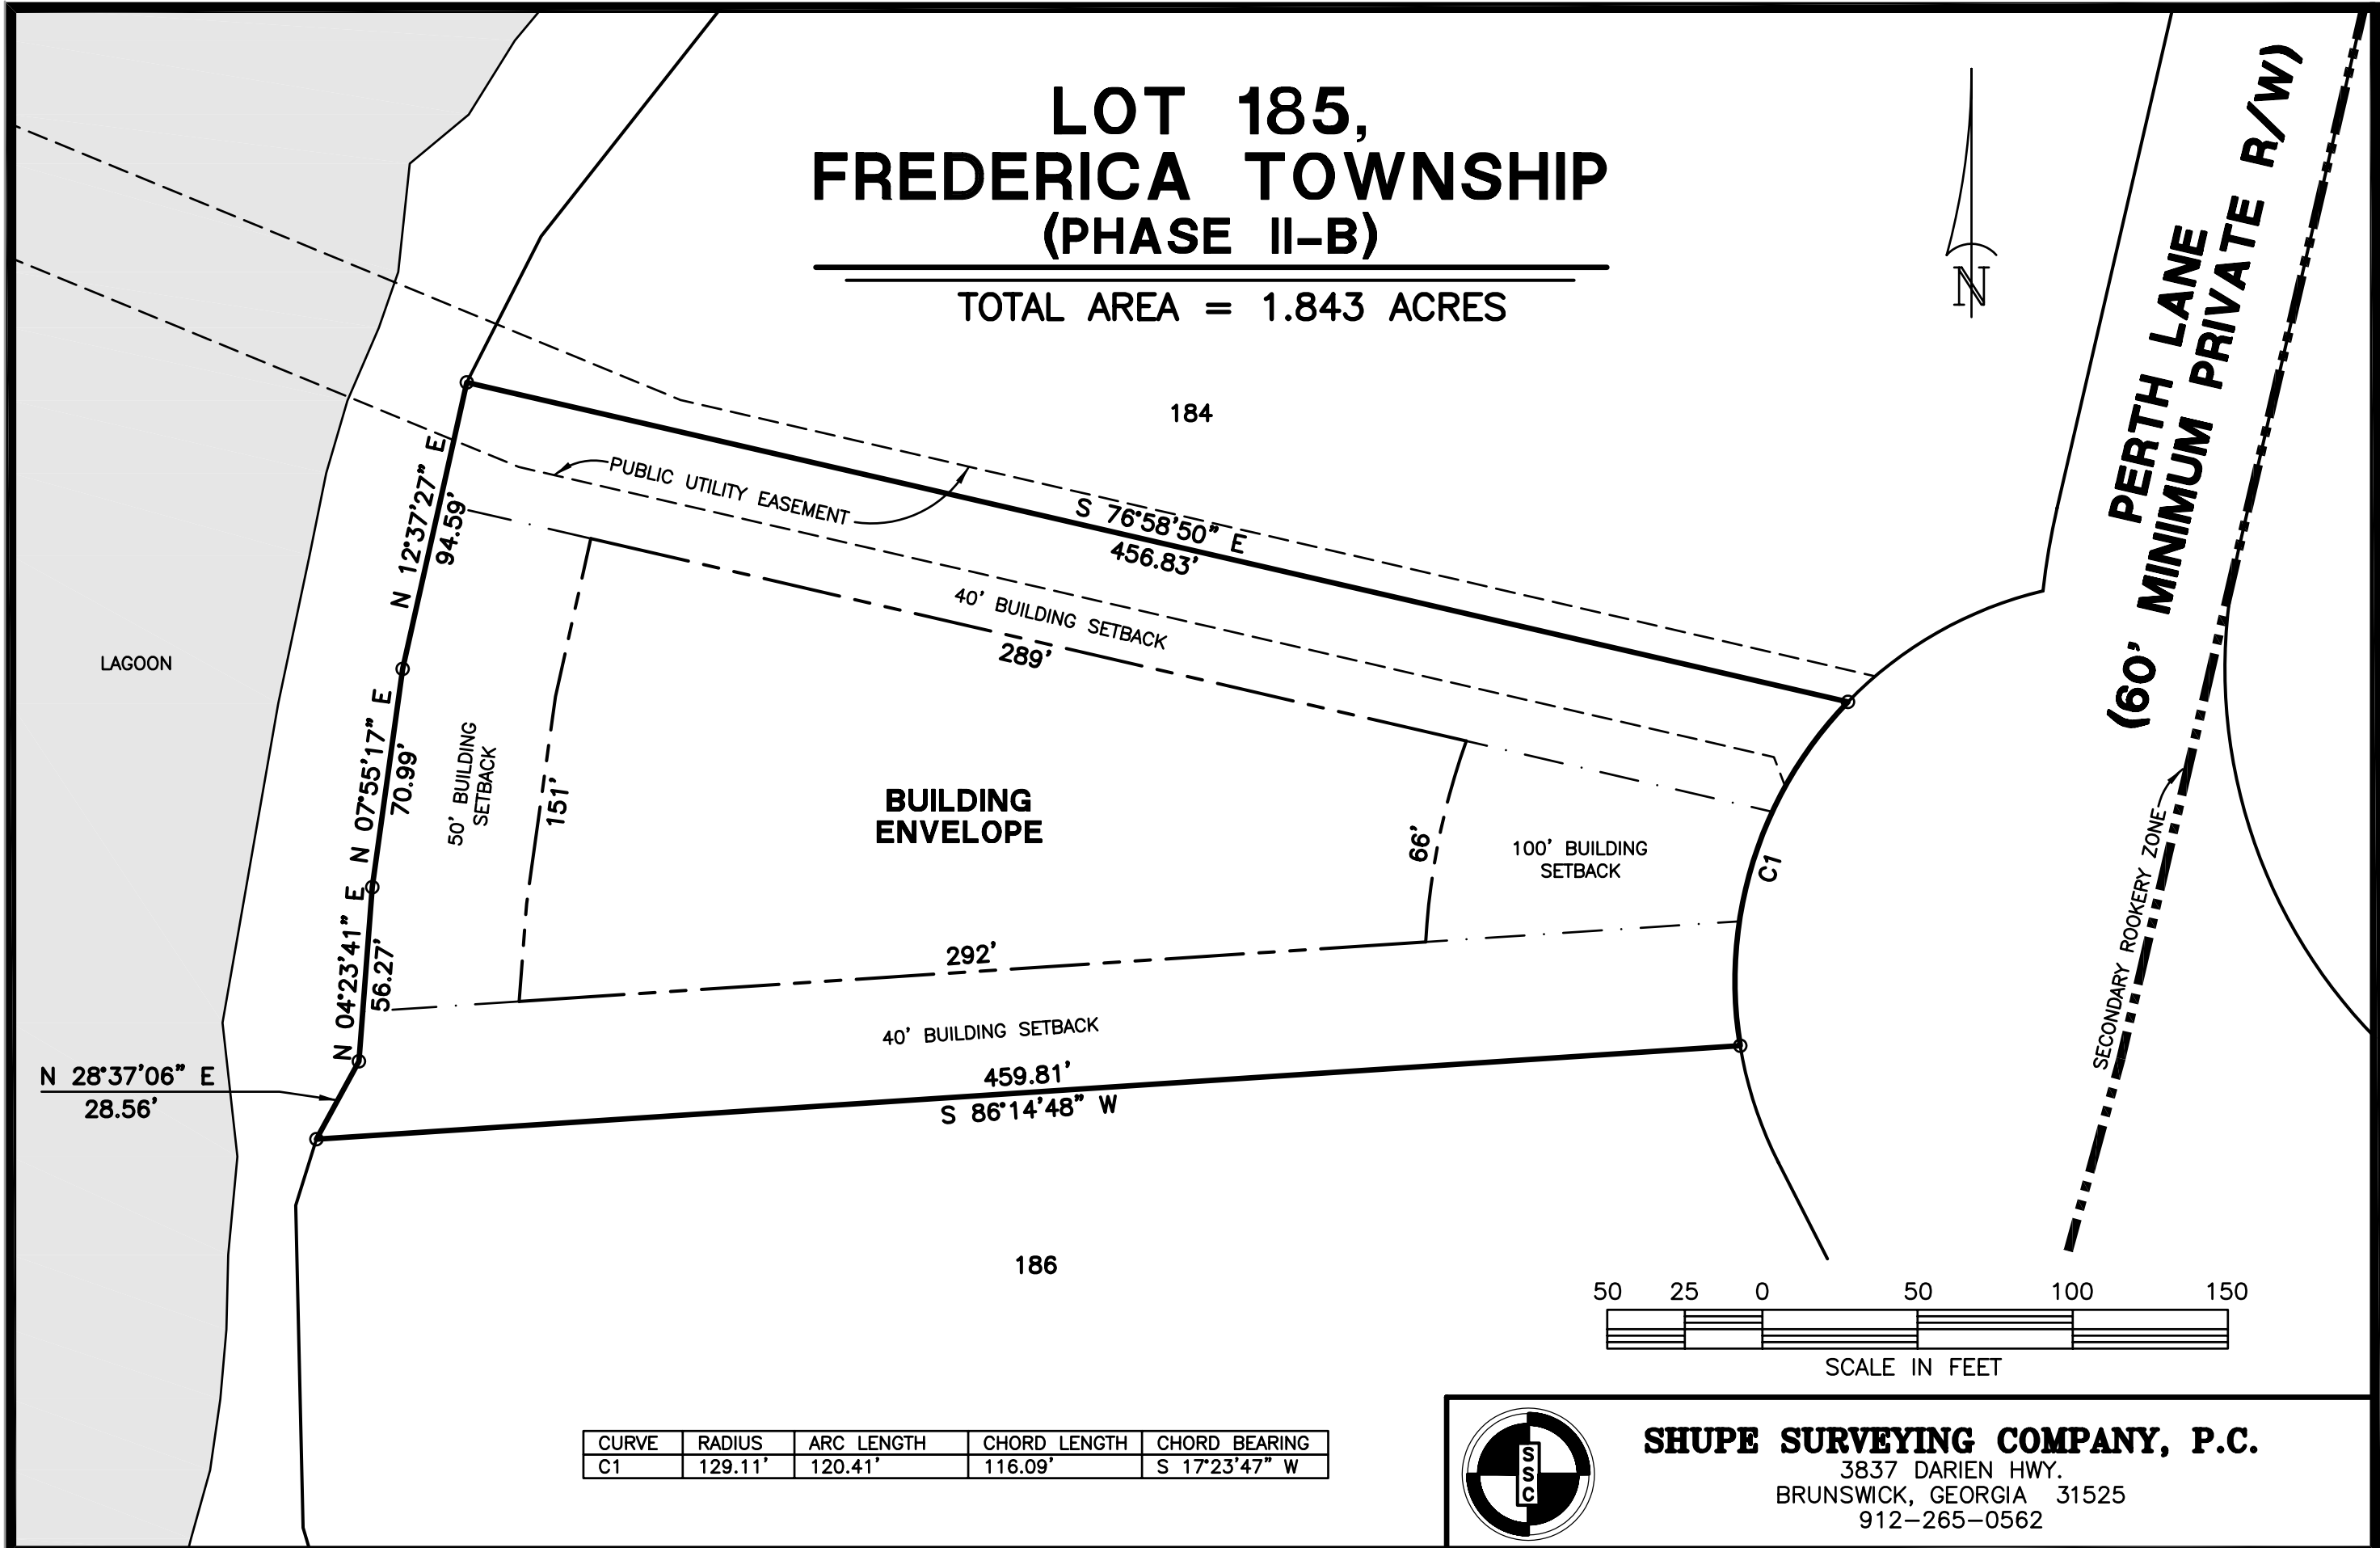 LOT 185,
FREDERICA TOWNSHIP
(PHASE II-B)
TOTAL AREA = 1.843 ACRES
N
PERTH LANE
(60' MINIMUM PRIVATE R/W)
184
PUBLIC UTILITY EASEMENT
S 76°58'50" E
456.83'
N 12°37'27" E
94.59'
40' BUILDING SETBACK
289'
LAGOON
N 07°55'17" E
70.99'
50' BUILDING
SETBACK
151'
BUILDING
ENVELOPE
66'
100' BUILDING
SETBACK
C1
SECONDARY ROOKERY ZONE
N 04°23'41" E
56.27'
292'
40' BUILDING SETBACK
N 28°37'06" E
28.56'
459.81'
S 86°14'48" W
186
50 25 0 50 100 150
SCALE IN FEET
CURVE RADIUS ARC LENGTH CHORD LENGTH CHORD BEARING
C1 129.11' 120.41' 116.09' S 17°23'47" W
SSC
SHUPE SURVEYING COMPANY, P.C.
3837 DARIEN HWY.
BRUNSWICK, GEORGIA 31525
912-265-0562